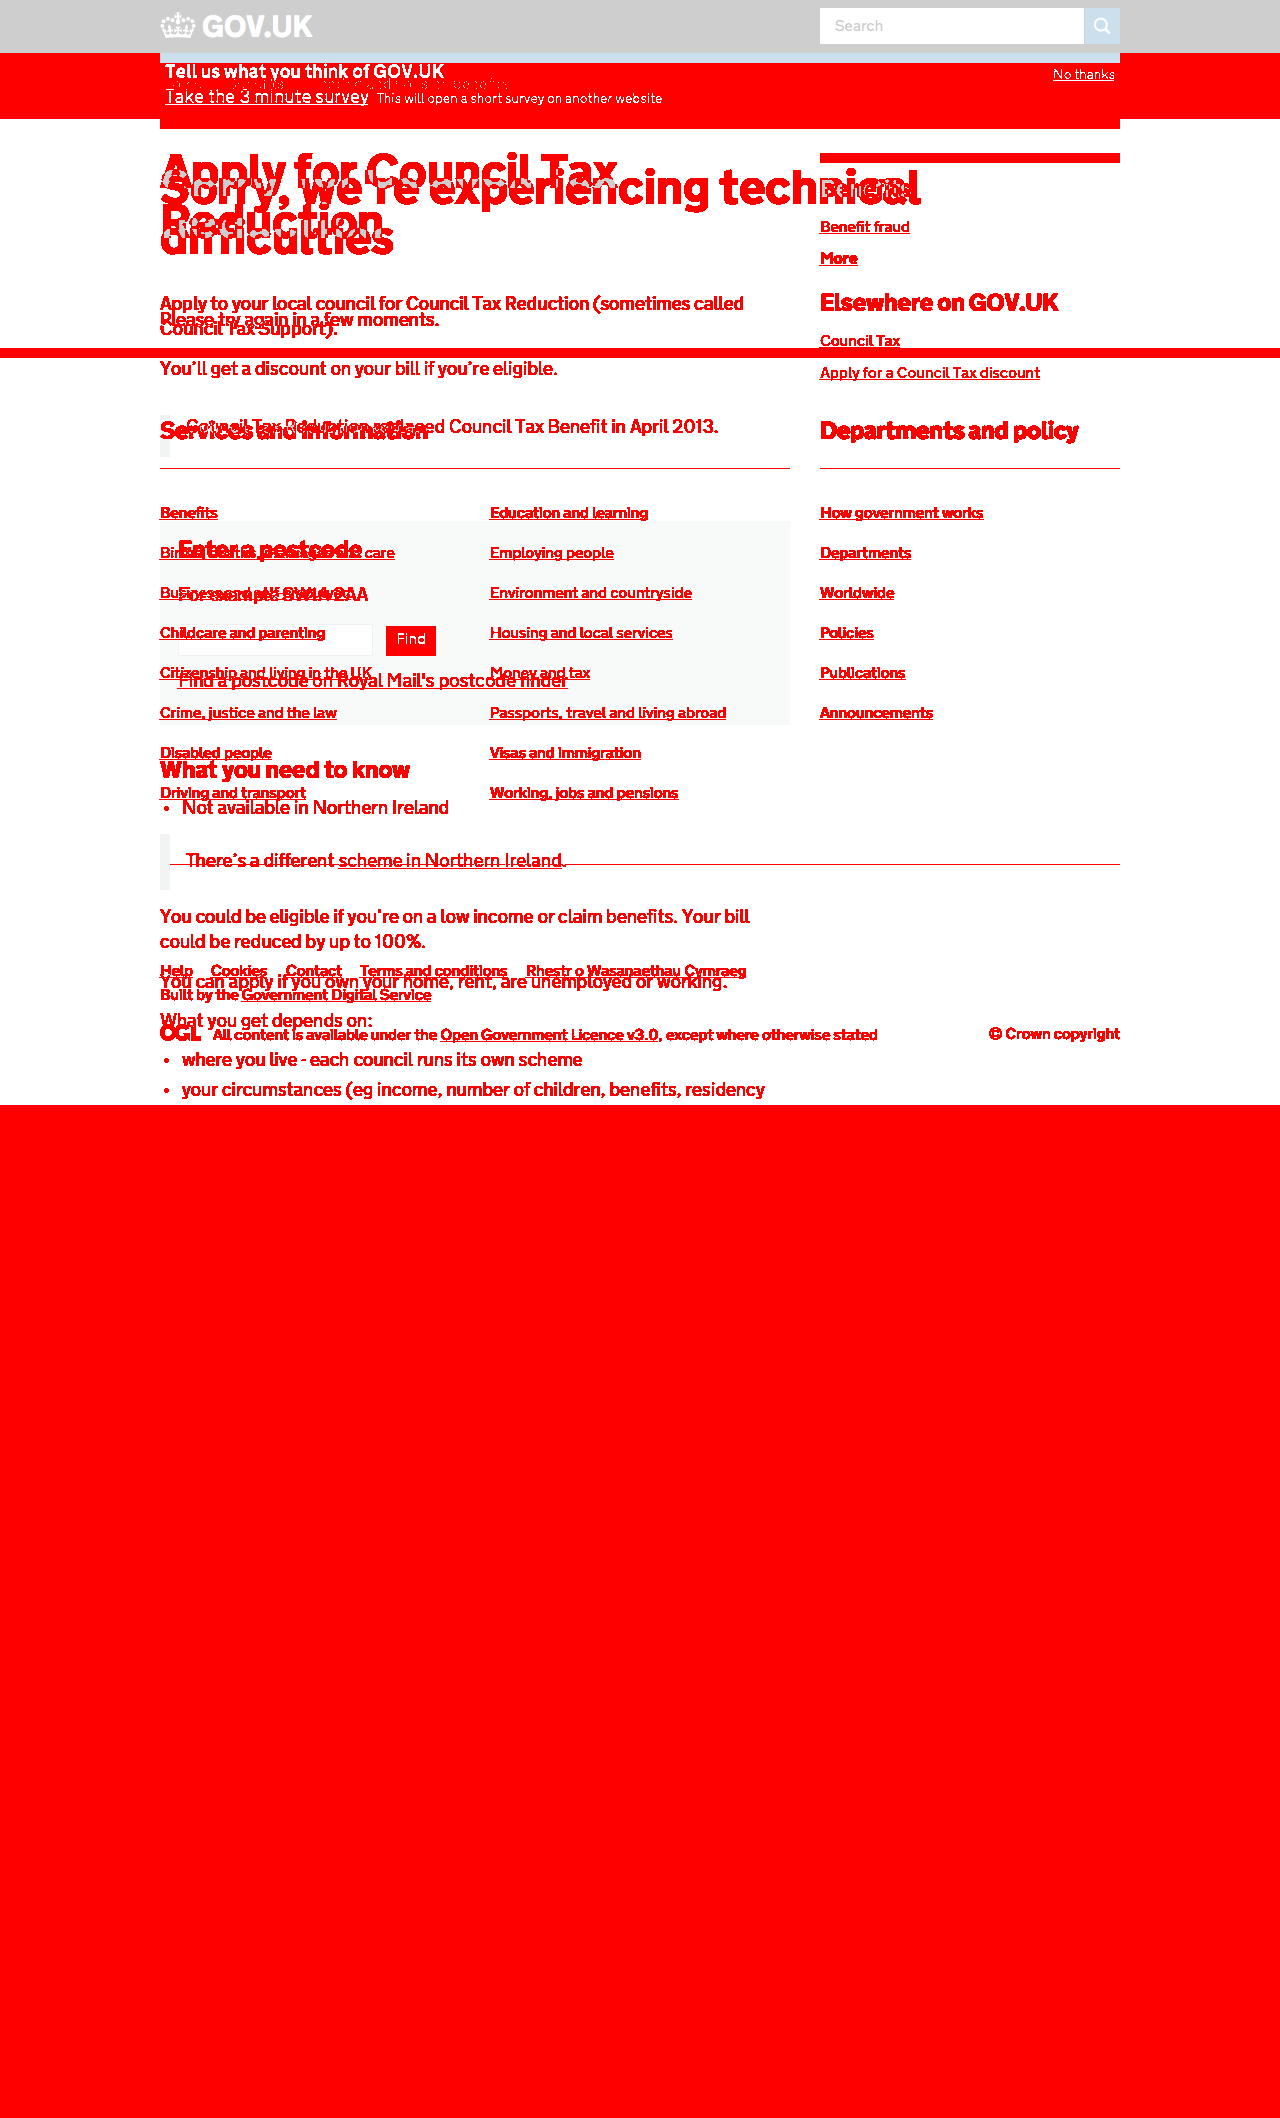 GOV.UK
Search
Tell us what you think of GOV.UK
No thanks
Take the 3 minute survey This will open a short survey on another website
Apply for Council Tax
Sorry, we're experiencing technical
Reduction
difficulties
Benefits
Benefit fraud
More
Elsewhere on GOV.UK
Council Tax
Apply for a Council Tax discount
Apply to your local council for Council Tax Reduction (sometimes called
Please try again in a few moments.
Council Tax Support).
You'll get a discount on your bill if you're eligible.
Council Tax Reduction replaced Council Tax Benefit in April 2013.
Services and information
Departments and policy
Benefits
Education and learning
How government works
Enter a postcode
Births, deaths, marriages and care
Employing people
Departments
Business and self-employed
For example SW1A 2AA
Environment and countryside
Worldwide
Childcare and parenting
Find
Housing and local services
Policies
Citizenship and living in the UK
Money and tax
Publications
Find a postcode on Royal Mail's postcode finder
Crime, justice and the law
Passports, travel and living abroad
Announcements
Disabled people
Visas and immigration
What you need to know
Driving and transport
Working, jobs and pensions
• Not available in Northern Ireland
There's a different scheme in Northern Ireland.
You could be eligible if you're on a low income or claim benefits. Your bill
could be reduced by up to 100%.
Help Cookies Contact Terms and conditions Rhestr o Wasanaethau Cymraeg
You can apply if you own your home, rent, are unemployed or working.
Built by the Government Digital Service
What you get depends on:
OGL All content is available under the Open Government Licence v3.0, except where otherwise stated
© Crown copyright
• where you live - each council runs its own scheme
• your circumstances (eg income, number of children, benefits, residency